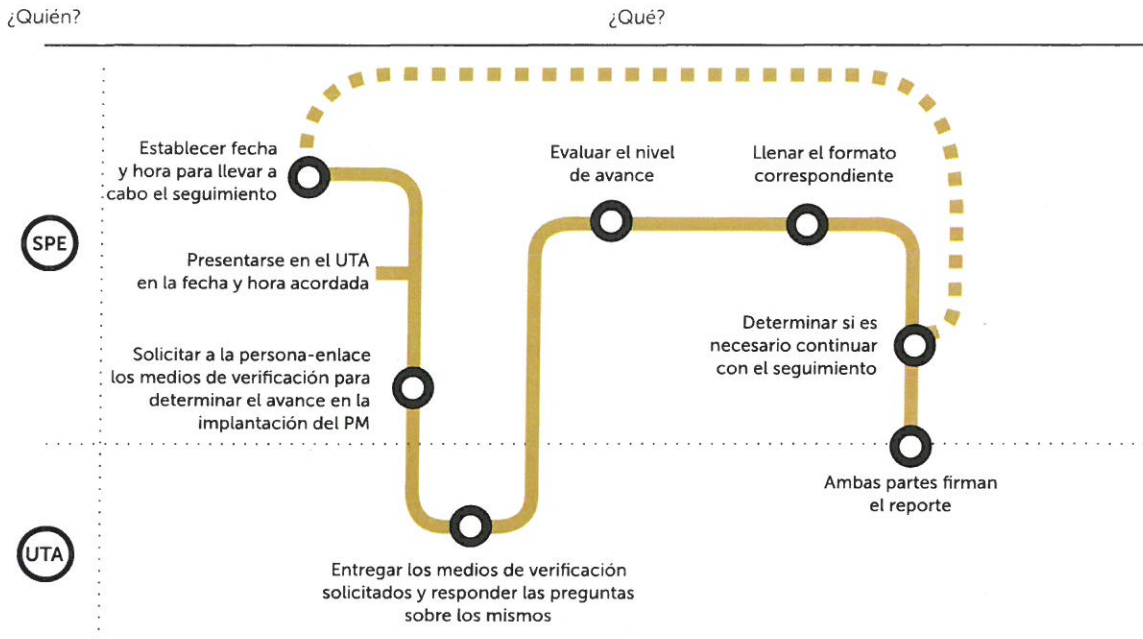 ¿Quién?
¿Qué?
Establecer fecha
y hora para llevar a
cabo el seguimiento
Evaluar el nivel
de avance
Llenar el formato
correspondiente
SPE
Presentarse en el UTA
en la fecha y hora acordada
Determinar si es
necesario continuar
con el seguimiento
Solicitar a la persona-enlace
los medios de verificación para
determinar el avance en la
implantación del PM
Ambas partes firman
el reporte
UTA
Entregar los medios de verificación
solicitados y responder las preguntas
sobre los mismos